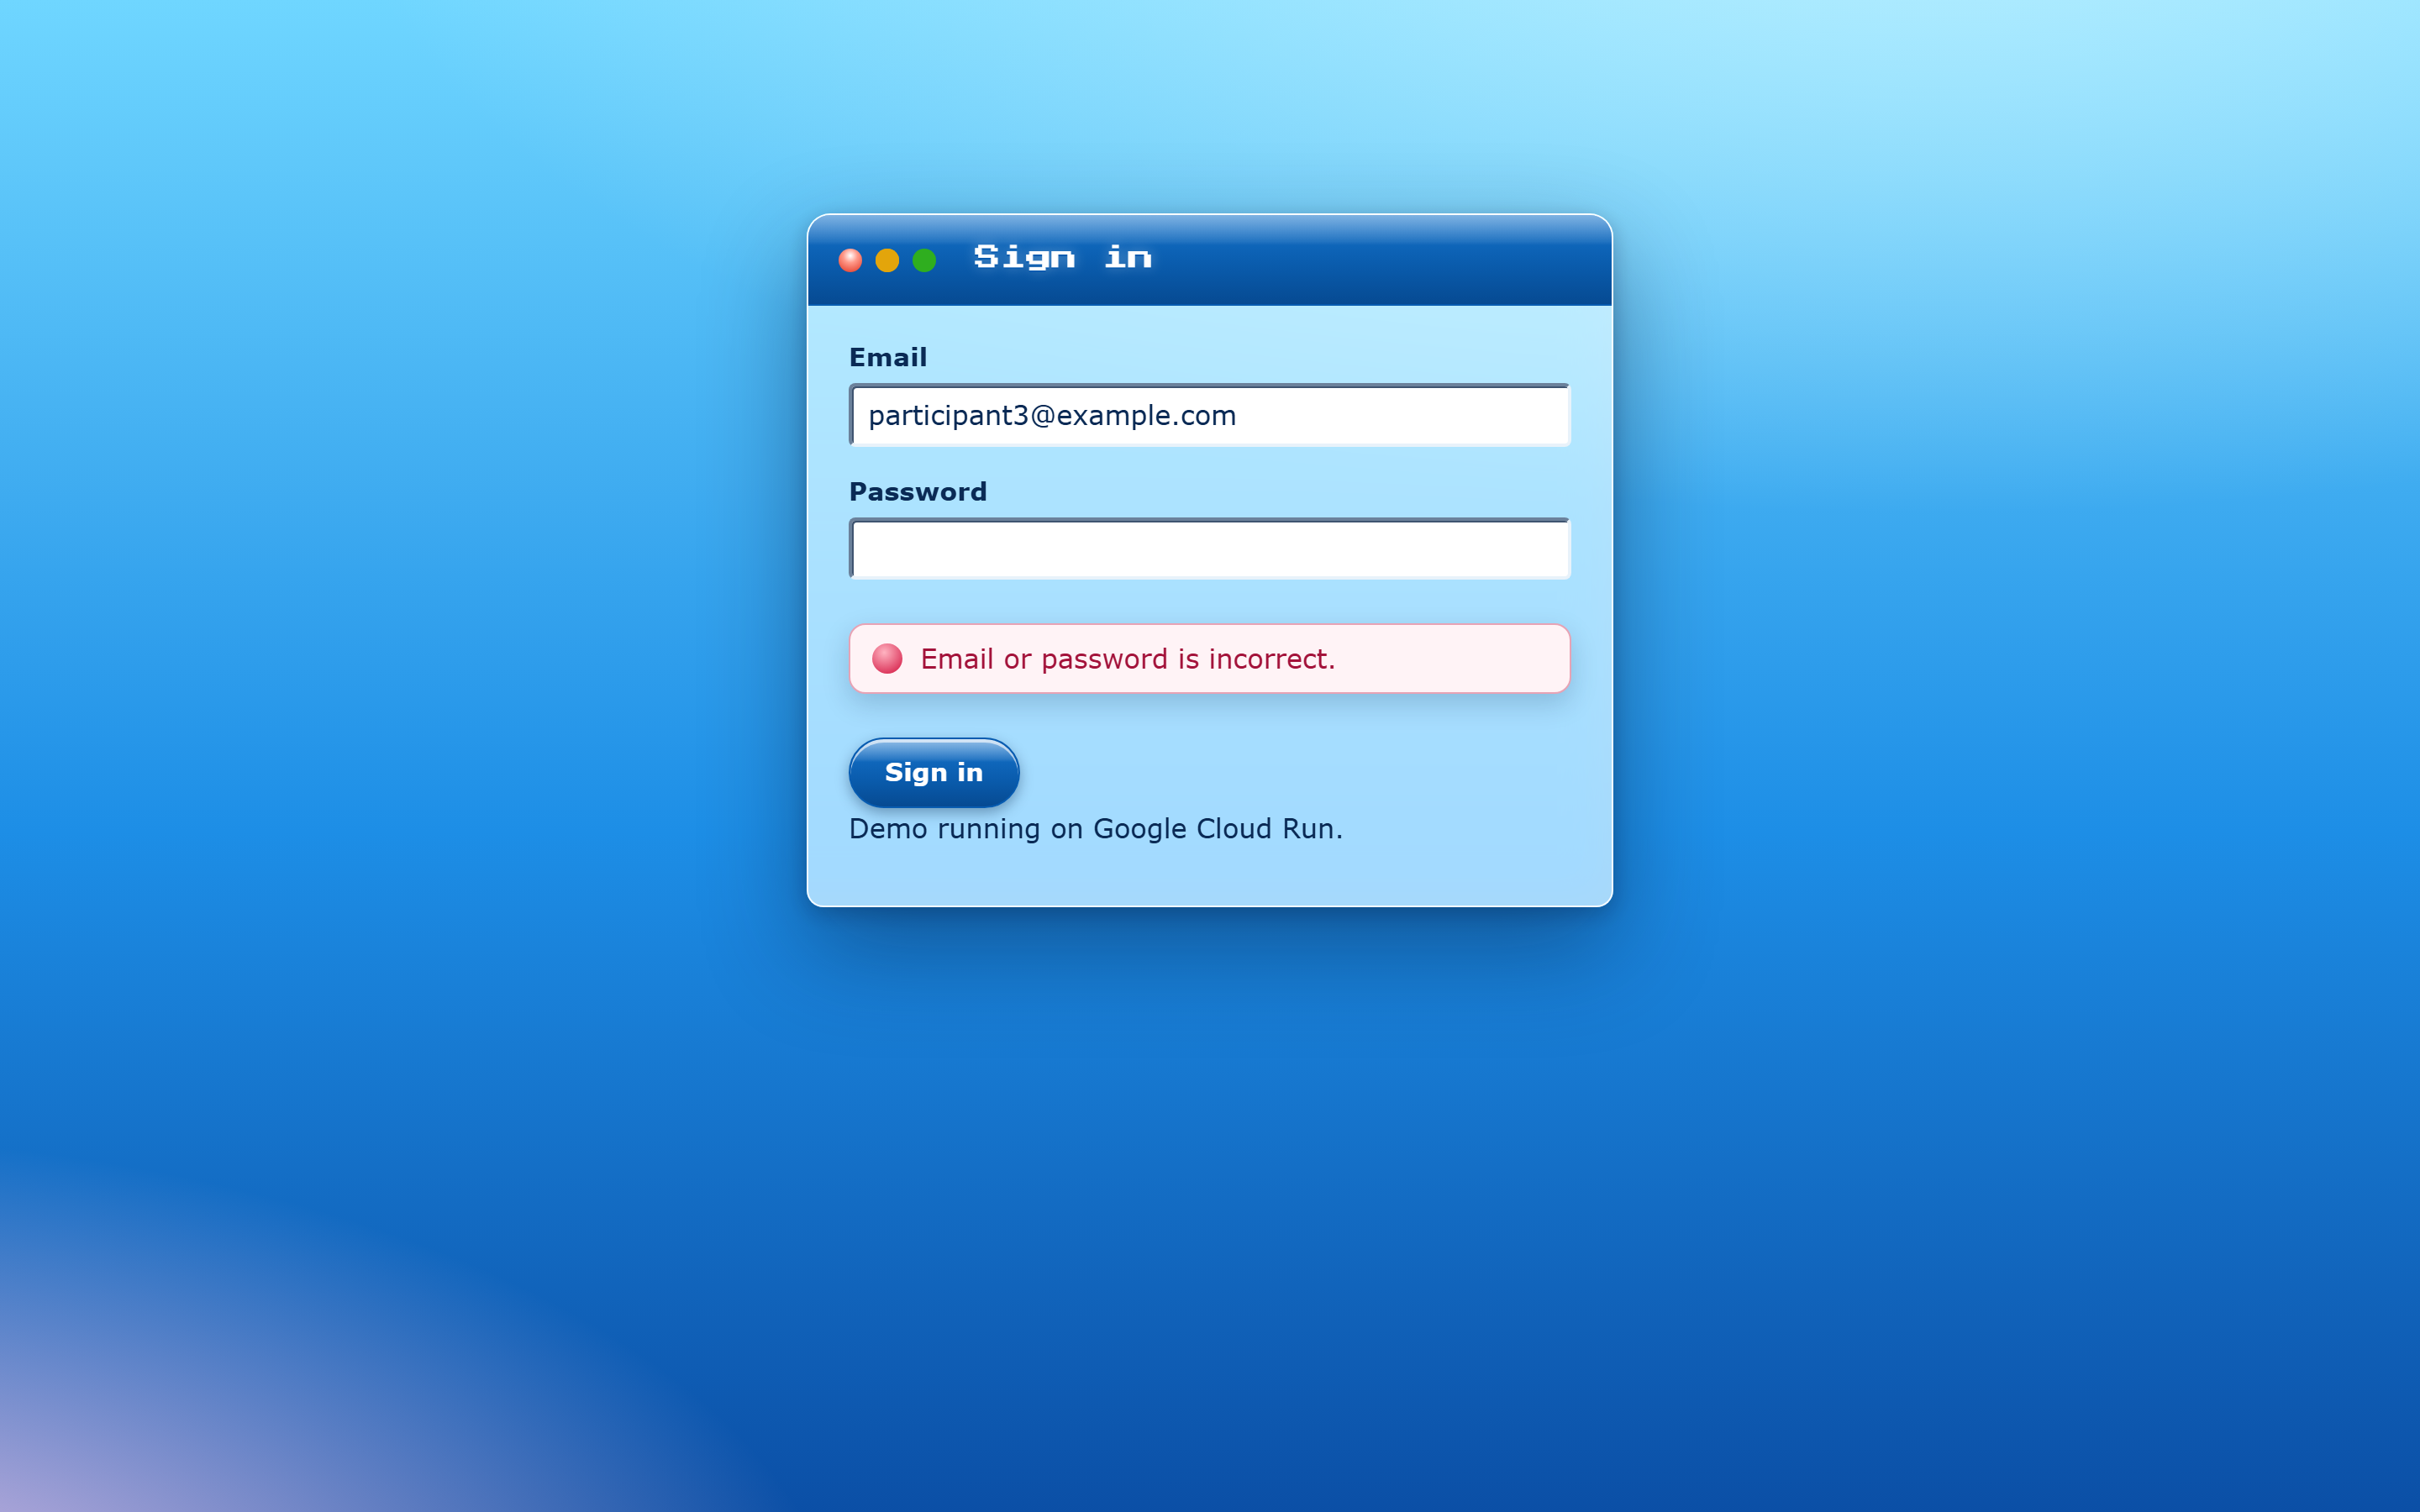 Sign in
Email
participant3@example.com
Password
Email or password is incorrect.
Sign in
Demo running on Google Cloud Run.